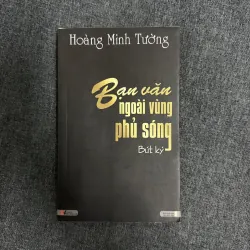 Hoàng Minh Tường
Bạn văn
ngoài vùng
phủ sóng
Bút ký